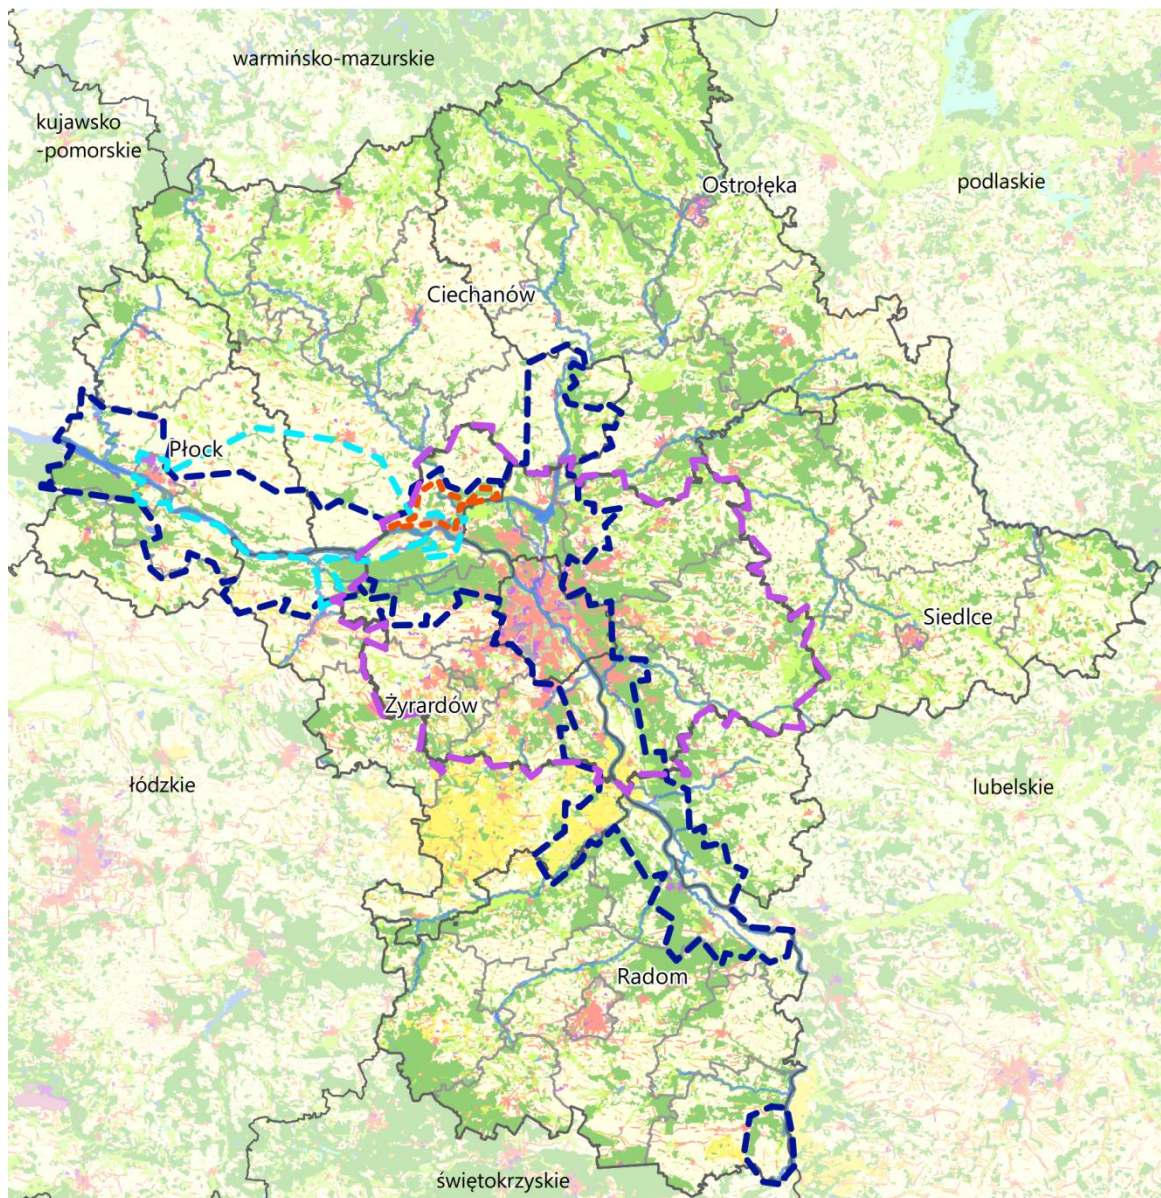 warmińsko-mazurskie
kujawsko
-pomorskie
podlaskie
Ostrołęka
Ciechanów
Płock
Siedlce
Żyrardów
łódzkie
lubelskie
Radom
świętokrzyskie